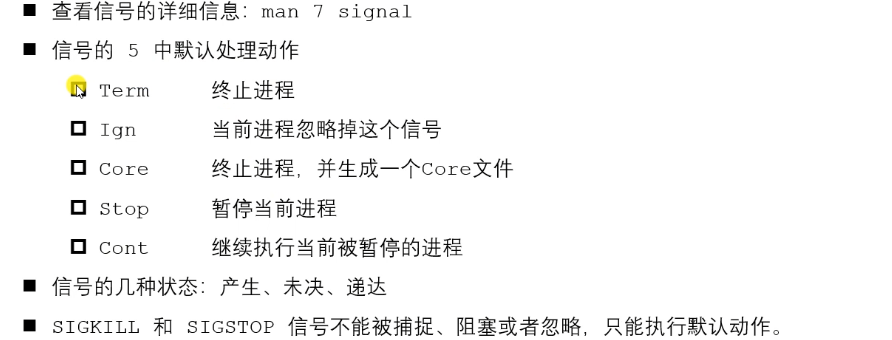 查看信号的详细信息：man 7 signal
信号的 5 中默认处理动作
Term 终止进程
Ign 当前进程忽略掉这个信号
Core 终止进程，并生成一个Core文件
Stop 暂停当前进程
Cont 继续执行当前被暂停的进程
信号的几种状态：产生、未决、递达
SIGKILL 和 SIGSTOP 信号不能被捕捉、阻塞或者忽略，只能执行默认动作。